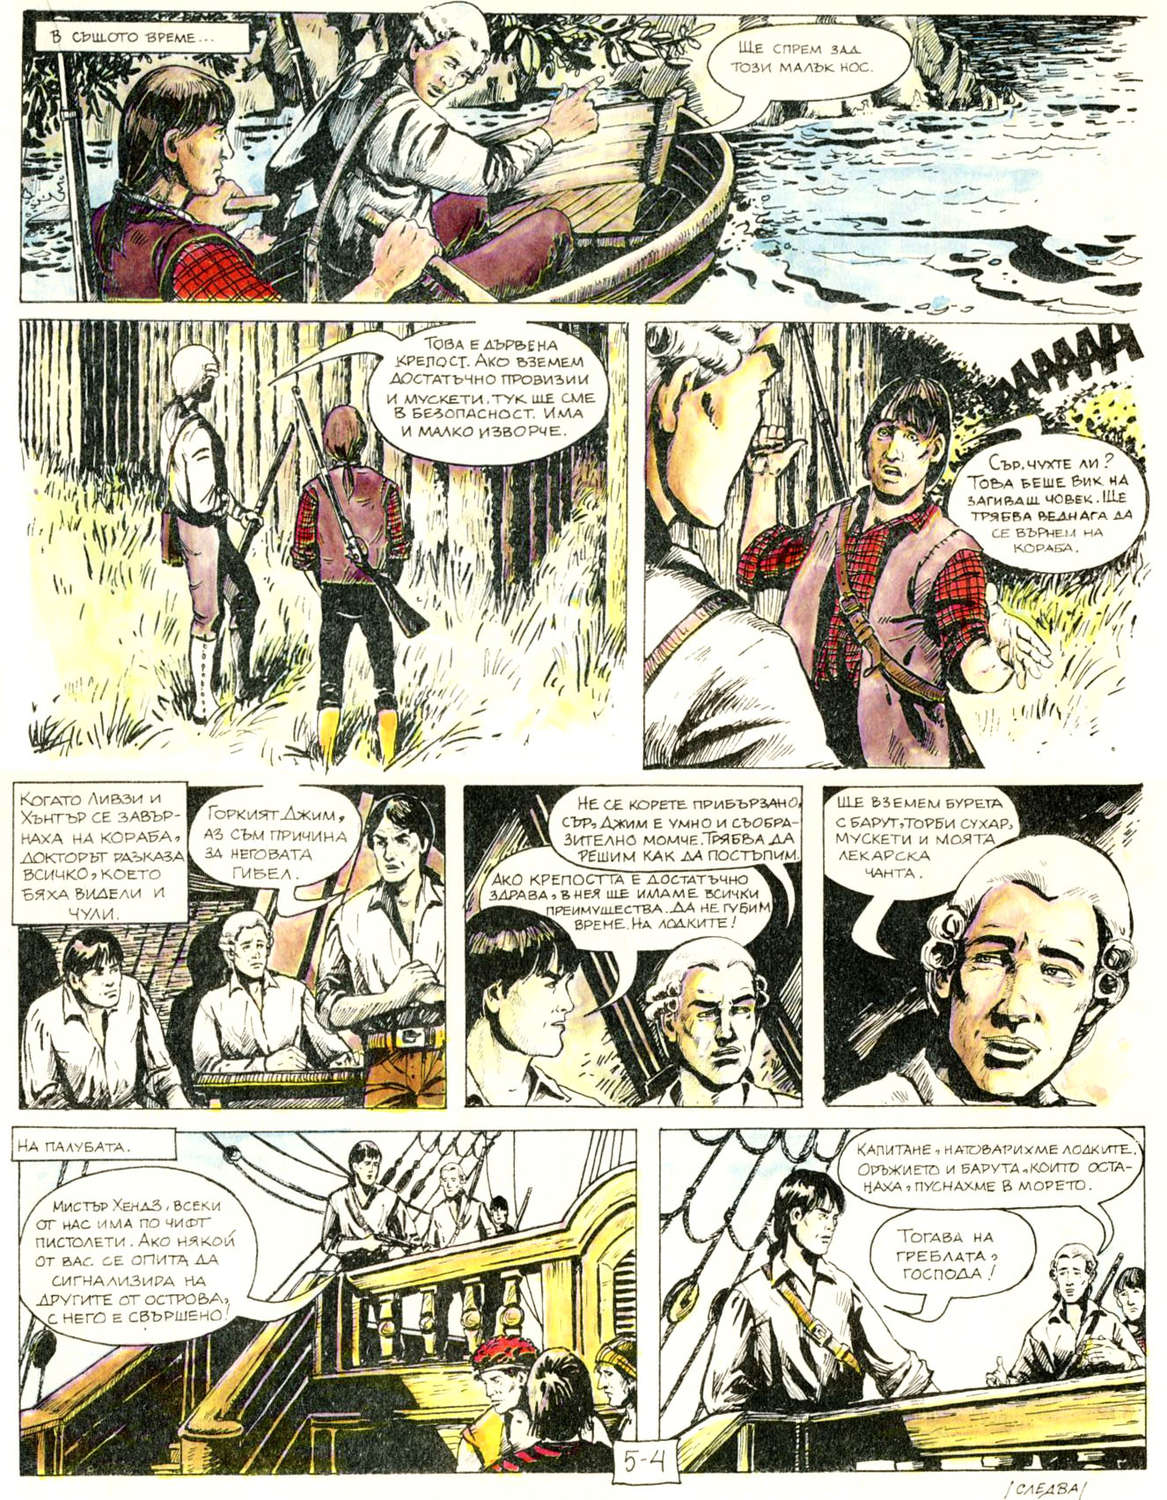 В СЪЩОТО ВРЕМЕ...
ЩЕ СПРЕМ ЗАД
ТОЗИ МАЛЪК НОС.
ТОВА Е ДЪРВЕНА
КРЕПОСТ. АКО ВЗЕМЕМ
ДОСТАТЪЧНО ПРОВИЗИИ
И МУСКЕТИ, ТУК ЩЕ СМЕ
В БЕЗОПАСНОСТ. ИМА
И МАЛКО ИЗВОРЧЕ.
АААААА
СЪР, ЧУХТЕ ЛИ?
ТОВА БЕШЕ ВИК НА
ЗАГИВАЩ ЧОВЕК. ЩЕ
ТРЯБВА ВЕДНАГА ДА
СЕ ВЪРНЕМ НА
КОРАБА.
КОГАТО ЛИВЗИ И
ХЪНТЪР СЕ ЗАВЪР-
НАХА НА КОРАБА,
ДОКТОРЪТ РАЗКАЗА
ВСИЧКО, КОЕТО
БЯХА ВИДЕЛИ И
ЧУЛИ.
ГОРКИЯТ ДЖИМ,
АЗ СЪМ ПРИЧИНА
ЗА НЕГОВАТА
ГИБЕЛ.
НЕ СЕ КОРЕТЕ ПРИБЪРЗАНО,
СЪР, ДЖИМ Е УМНО И СЪОБРА-
ЗИТЕЛНО МОМЧЕ. ТРЯБВА ДА
РЕШИМ КАК ДА ПОСТЪПИМ.
АКО КРЕПОСТТА Е ДОСТАТЪЧНО
ЗДРАВА, В НЕЯ ЩЕ ИМАМЕ ВСИЧКИ
ПРЕИМУЩЕСТВА. ДА НЕ ГУБИМ
ВРЕМЕ. НА ЛОДКИТЕ!
ЩЕ ВЗЕМЕМ БУРЕТА
С БАРУТ, ТОРБИ СУХАР,
МУСКЕТИ И МОЯТА
ЛЕКАРСКА
ЧАНТА.
НА ПАЛУБАТА.
МИСТЪР ХЕНДЗ, ВСЕКИ
ОТ НАС ИМА ПО ЧИФТ
ПИСТОЛЕТИ. АКО НЯКОЙ
ОТ ВАС СЕ ОПИТА ДА
СИГНАЛИЗИРА НА
ДРУГИТЕ ОТ ОСТРОВА,
С НЕГО Е СВЪРШЕНО!
КАПИТАНЕ, НАТОВАРИХМЕ ЛОДКИТЕ.
ОРЪЖИЕТО И БАРУТА, КОИТО ОСТА-
НАХА, ПУСНАХМЕ В МОРЕТО.
ТОГАВА НА
ГРЕБЛАТА,
ГОСПОДА!
5-4
/СЛЕДВА/